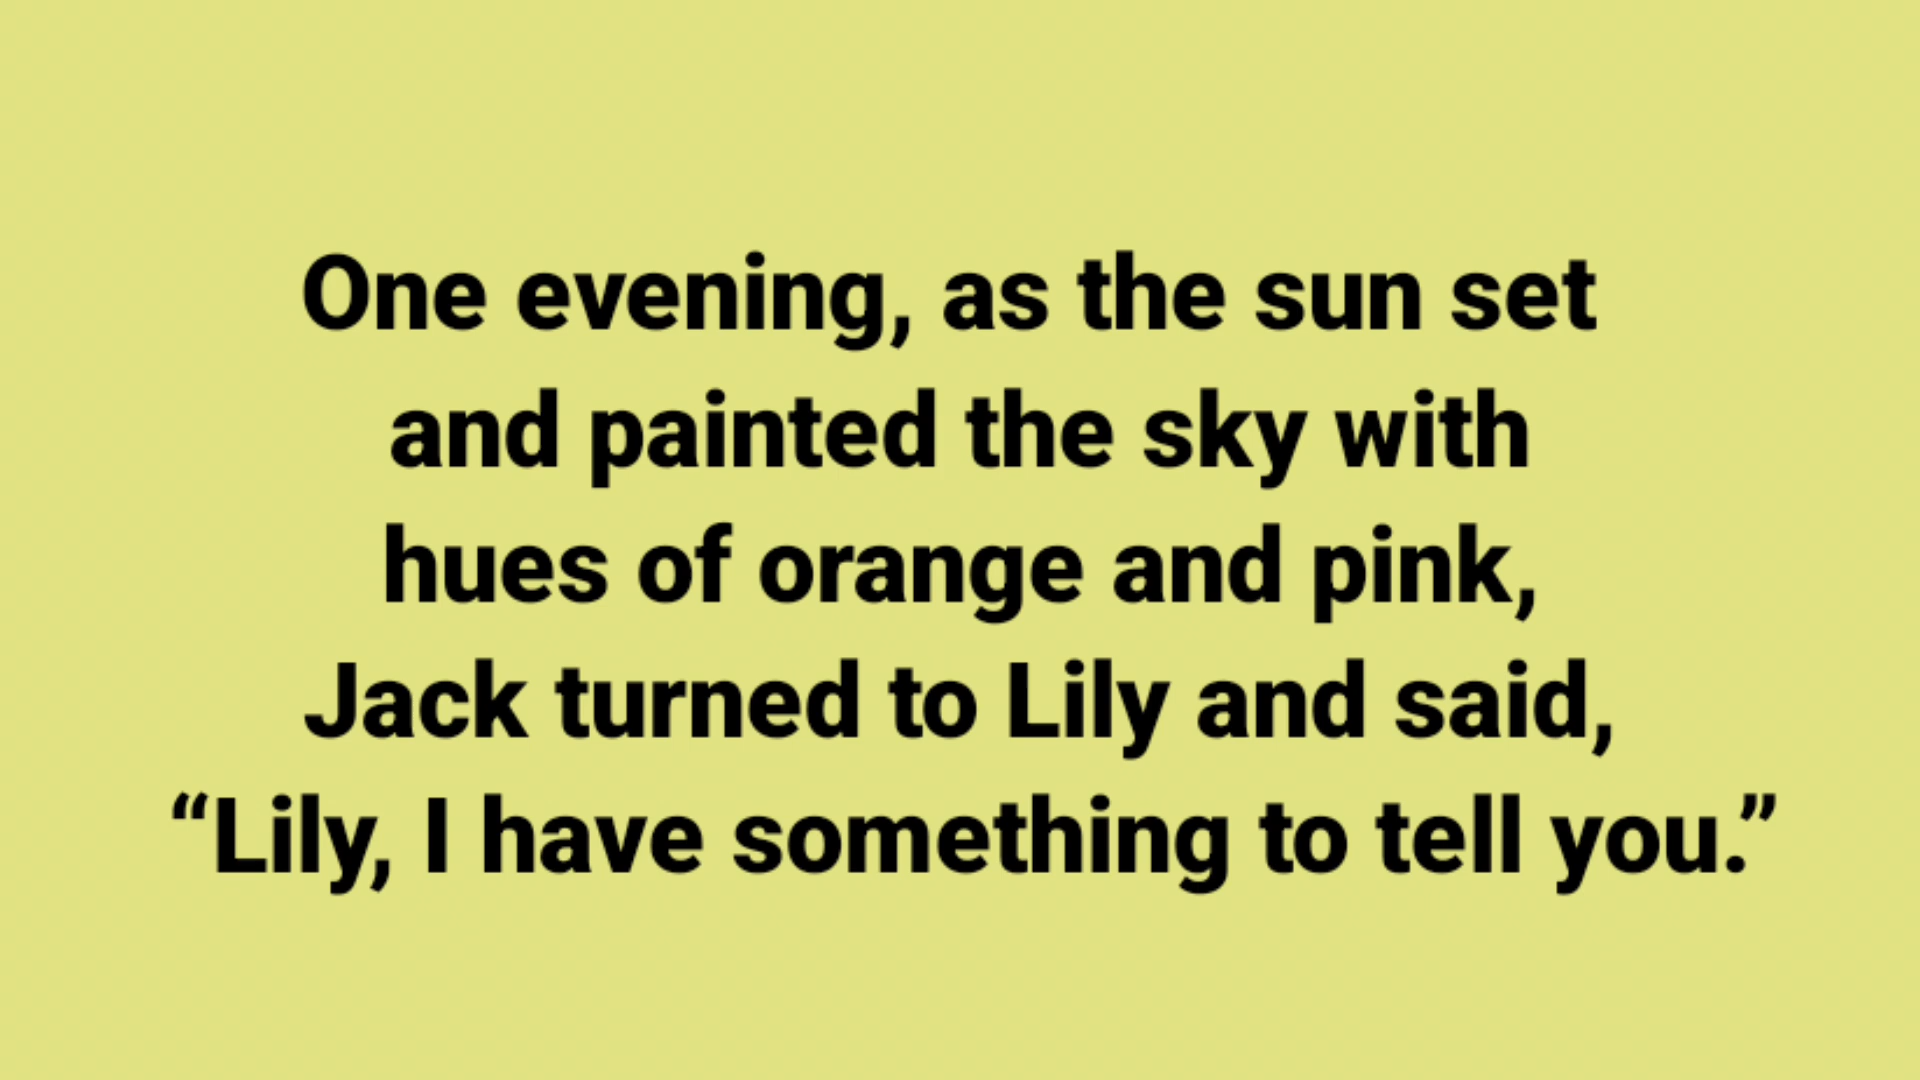 One evening, as the sun set
and painted the sky with
hues of orange and pink,
Jack turned to Lily and said,
“Lily, I have something to tell you.”